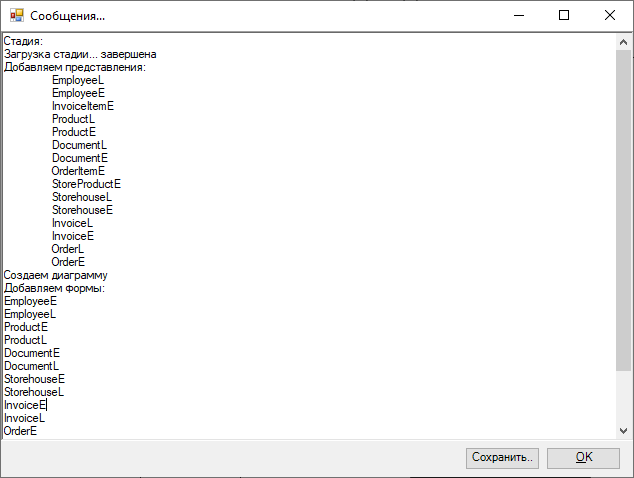 Сообщения...
Стадия:
Загрузка стадии... завершена
Добавляем представления:
EmployeeL
EmployeeE
InvoiceItemE
ProductL
ProductE
DocumentL
DocumentE
OrderItemE
StoreProductE
StorehouseL
StorehouseE
InvoiceL
InvoiceE
OrderL
OrderE
Создаем диаграмму
Добавляем формы:
EmployeeE
EmployeeL
ProductE
ProductL
DocumentE
DocumentL
StorehouseE
StorehouseL
InvoiceE
InvoiceL
OrderE
Сохранить.. OK